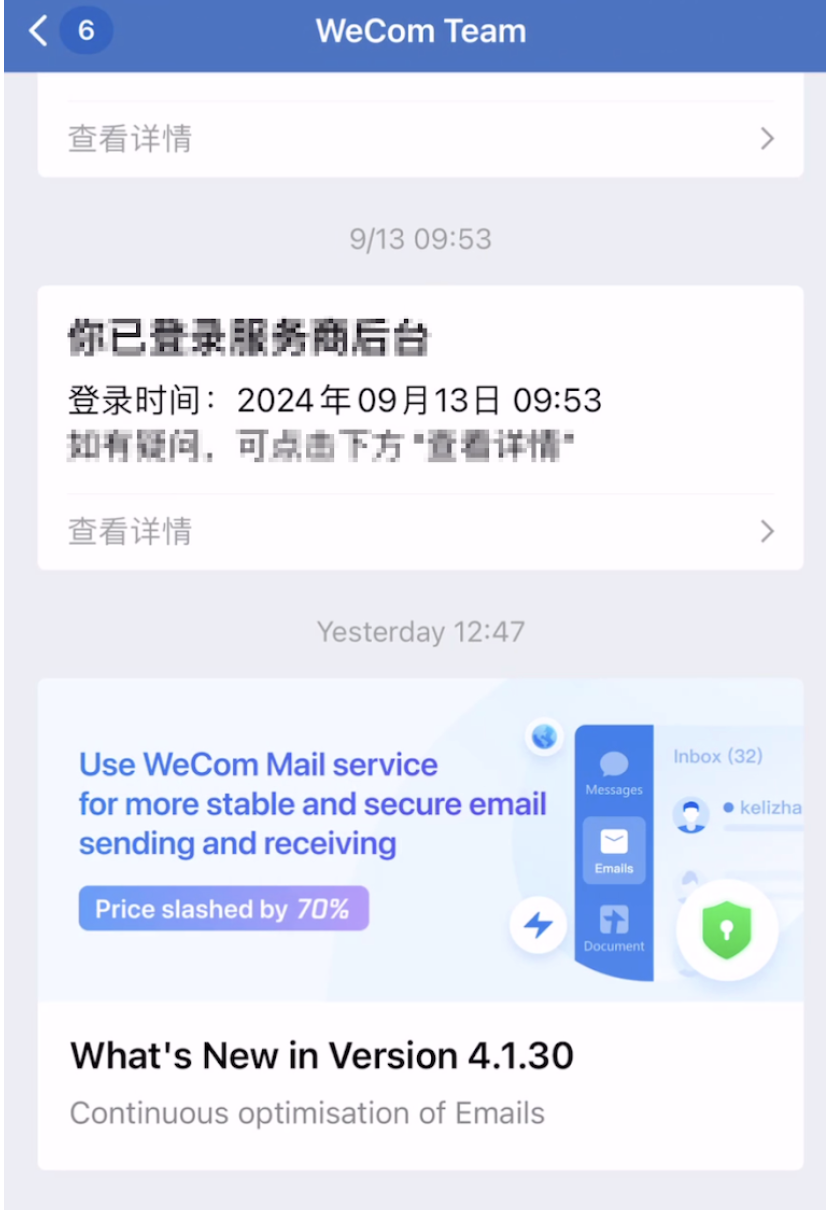 6
WeCom Team
查看详情
9/13 09:53
你已登录服务商后台
登录时间：2024年09月13日 09:53
如有疑问，可点击下方"查看详情"
查看详情
Yesterday 12:47
Use WeCom Mail service
for more stable and secure email
sending and receiving
Price slashed by 70%
Messages
Emails
Document
Inbox (32)
kelizha
What's New in Version 4.1.30
Continuous optimisation of Emails